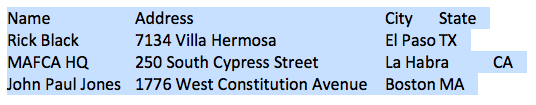 Name Address City State
Rick Black 7134 Villa Hermosa El Paso TX
MAFCA HQ 250 South Cypress Street La Habra CA
John Paul Jones 1776 West Constitution Avenue Boston MA